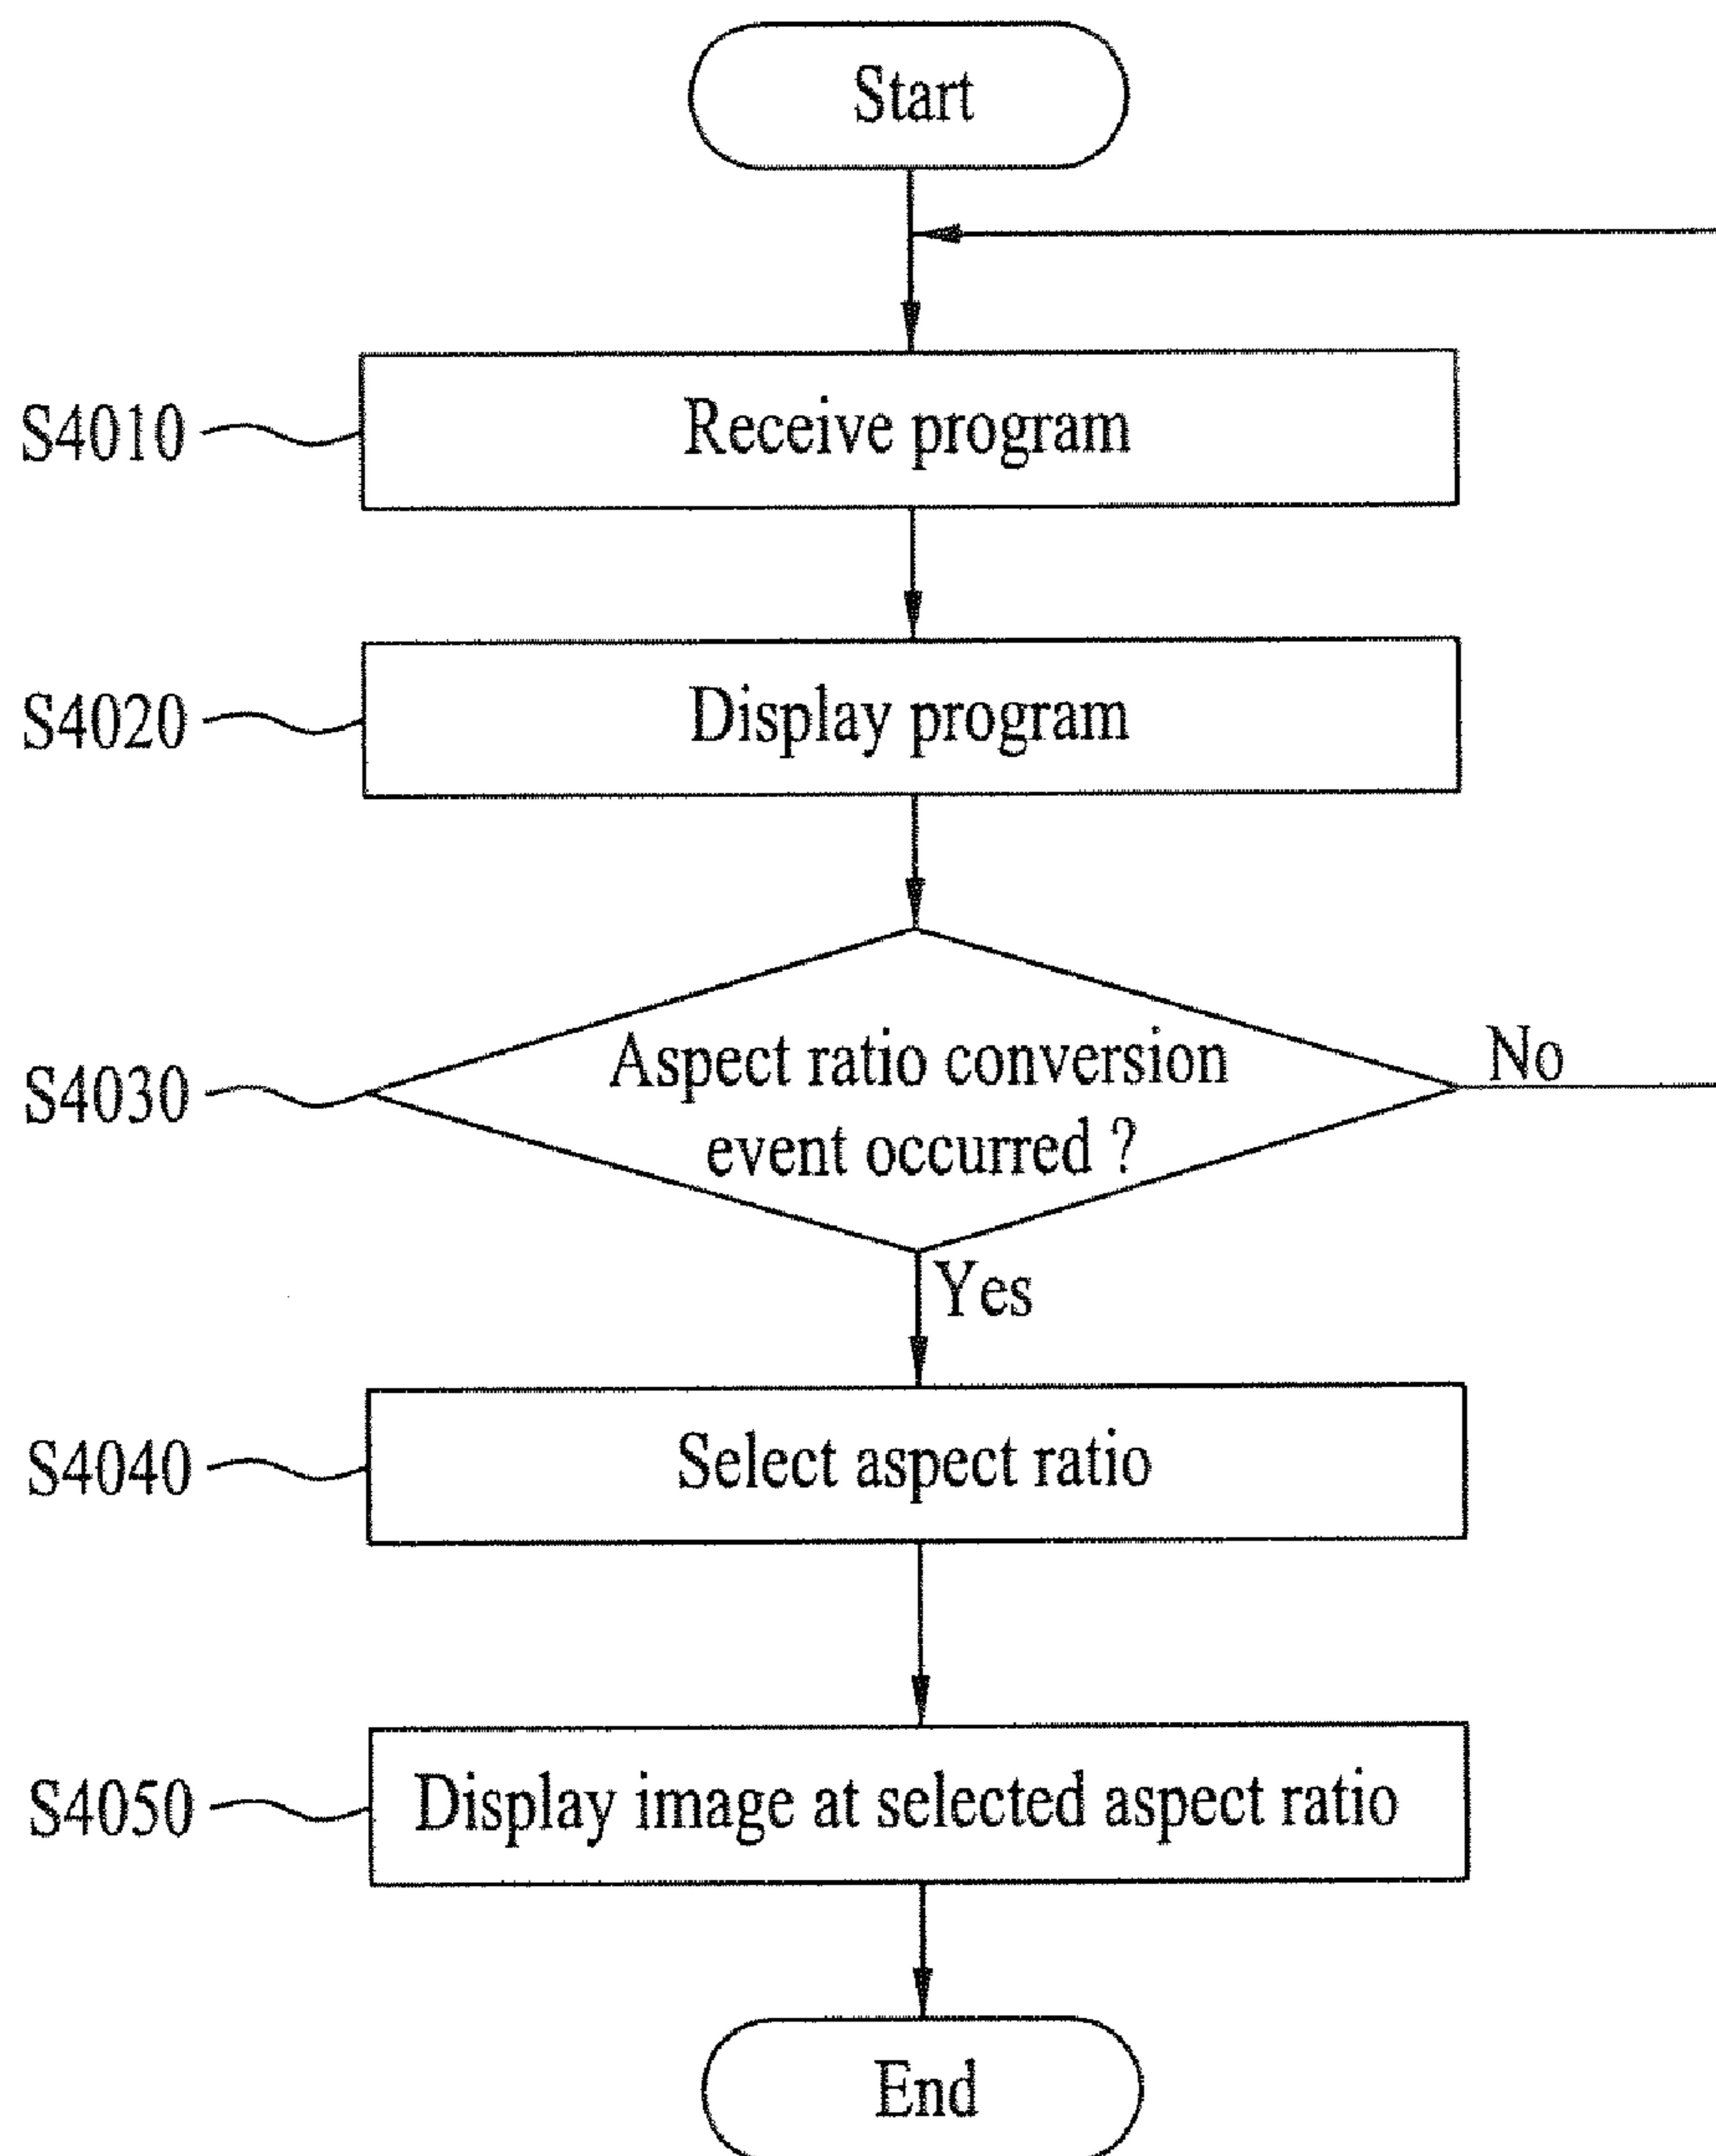 Start
S4010
Receive program
S4020
Display program
S4030
Aspect ratio conversion
event occurred ?
No
Yes
S4040
Select aspect ratio
S4050
Display image at selected aspect ratio
End